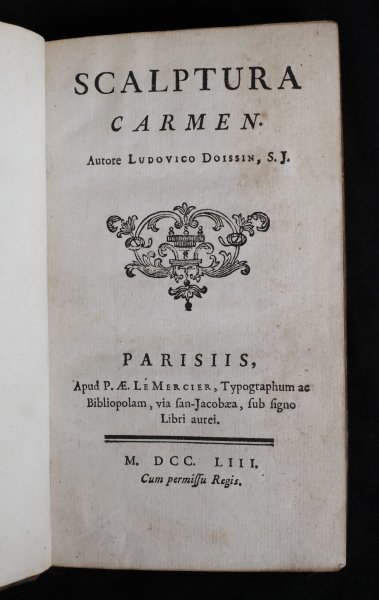 SCALPTURA
CARMEN.
Autore LUDOVICO DOISSIN, S. J.
PARISIIS,
Apud P. Æ. LE MERCIER, Typographum ac
Bibliopolam, via ſan-Jacobæa, ſub ſigno
Libri aurei.
M. DCC. LIII.
Cum permiſſu Regis.